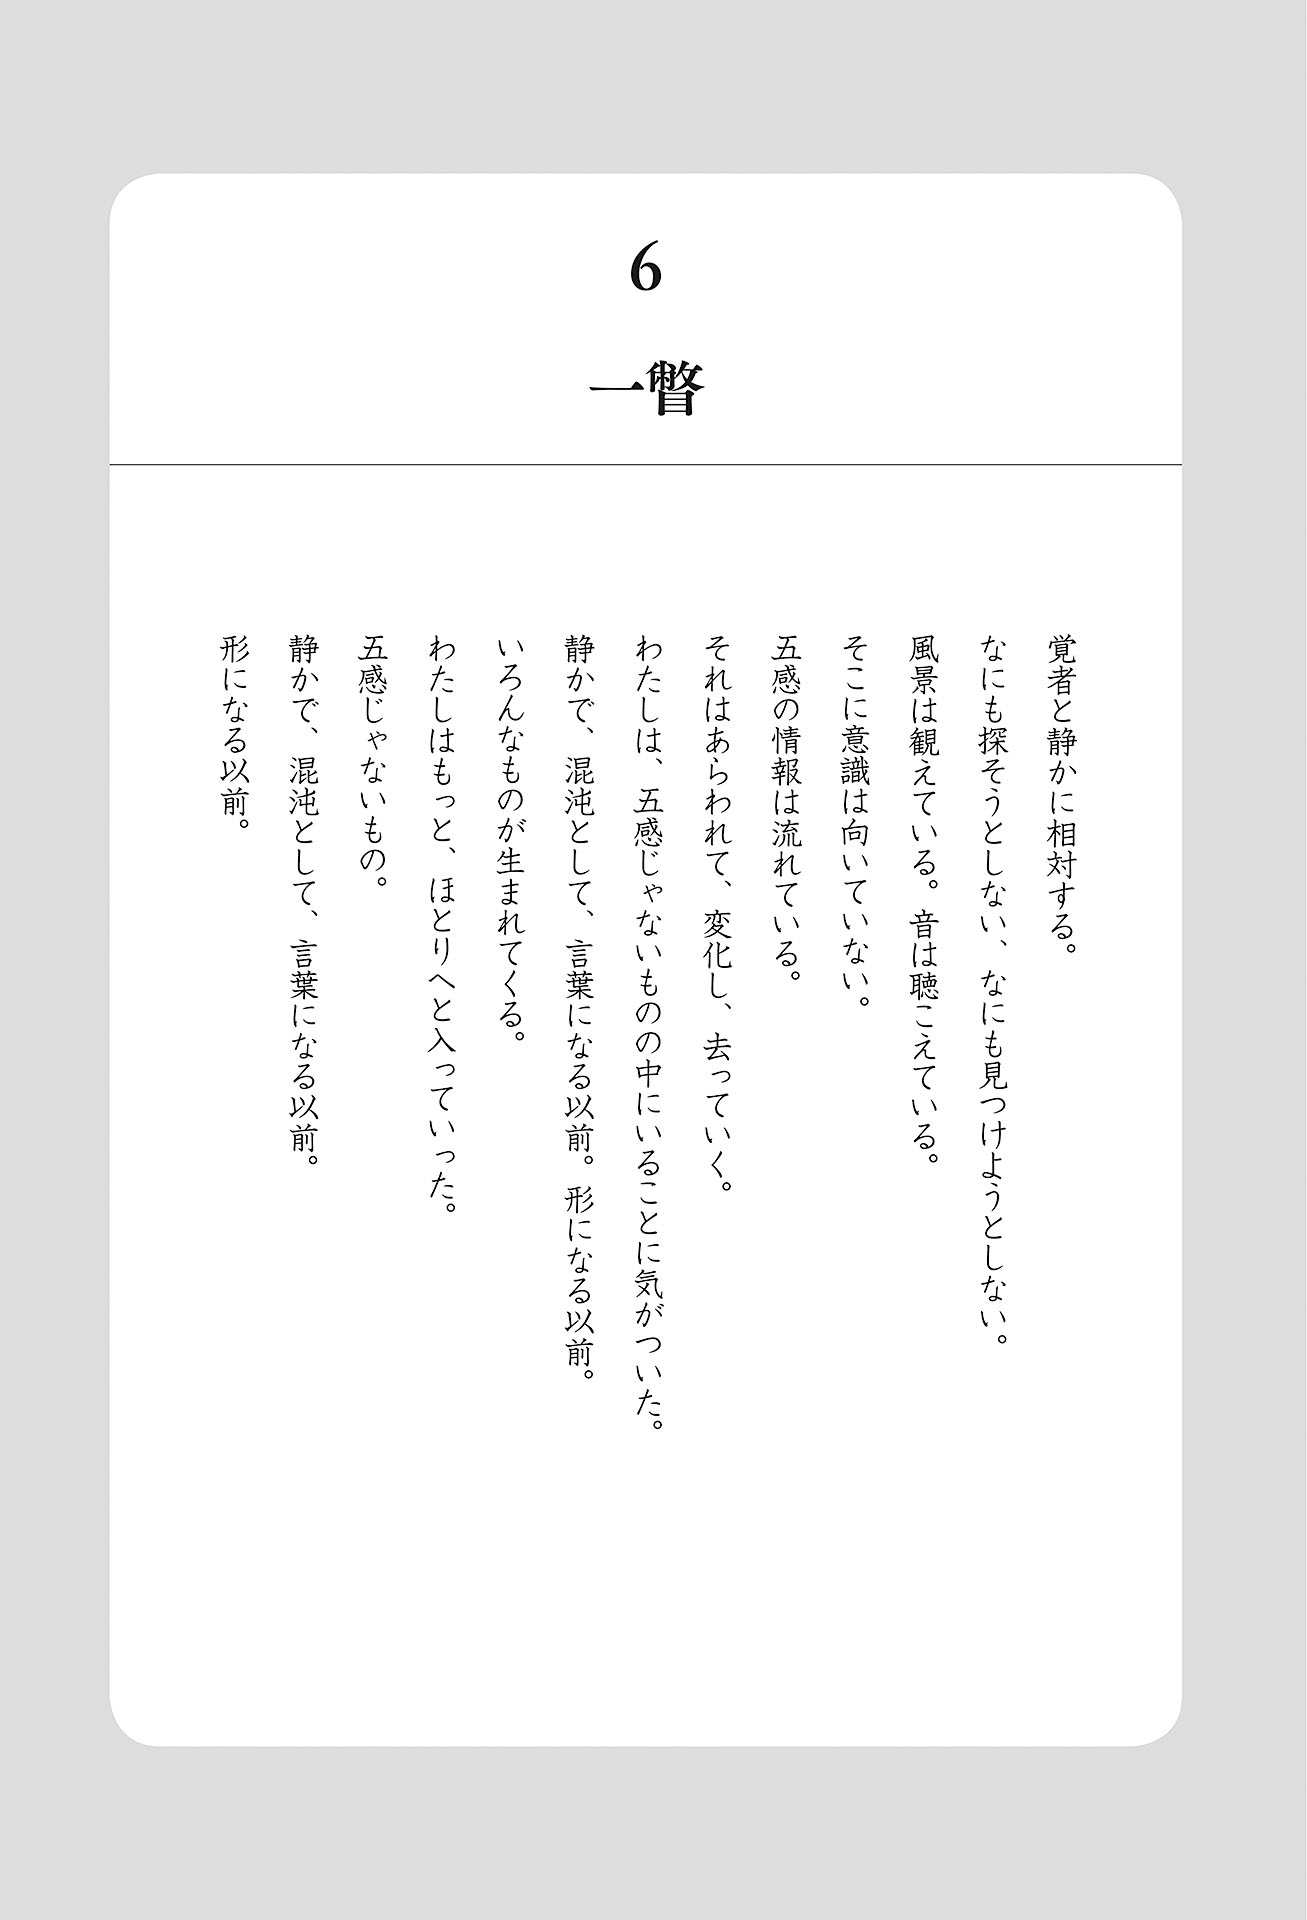 6
一瞥
覚者と静かに相対する。
なにも探そうとしない、なにも見つけようとしない。
風景は観えている。音は聴こえている。
そこに意識は向いていない。
五感の情報は流れている。
それはあらわれて、変化し、去っていく。
わたしは、五感じゃないものの中にいることに気がついた。
静かで、混沌として、言葉になる以前。形になる以前。
いろんなものが生まれてくる。
わたしはもっと、ほとりへと入っていった。
五感じゃないもの。
静かで、混沌として、言葉になる以前。
形になる以前。